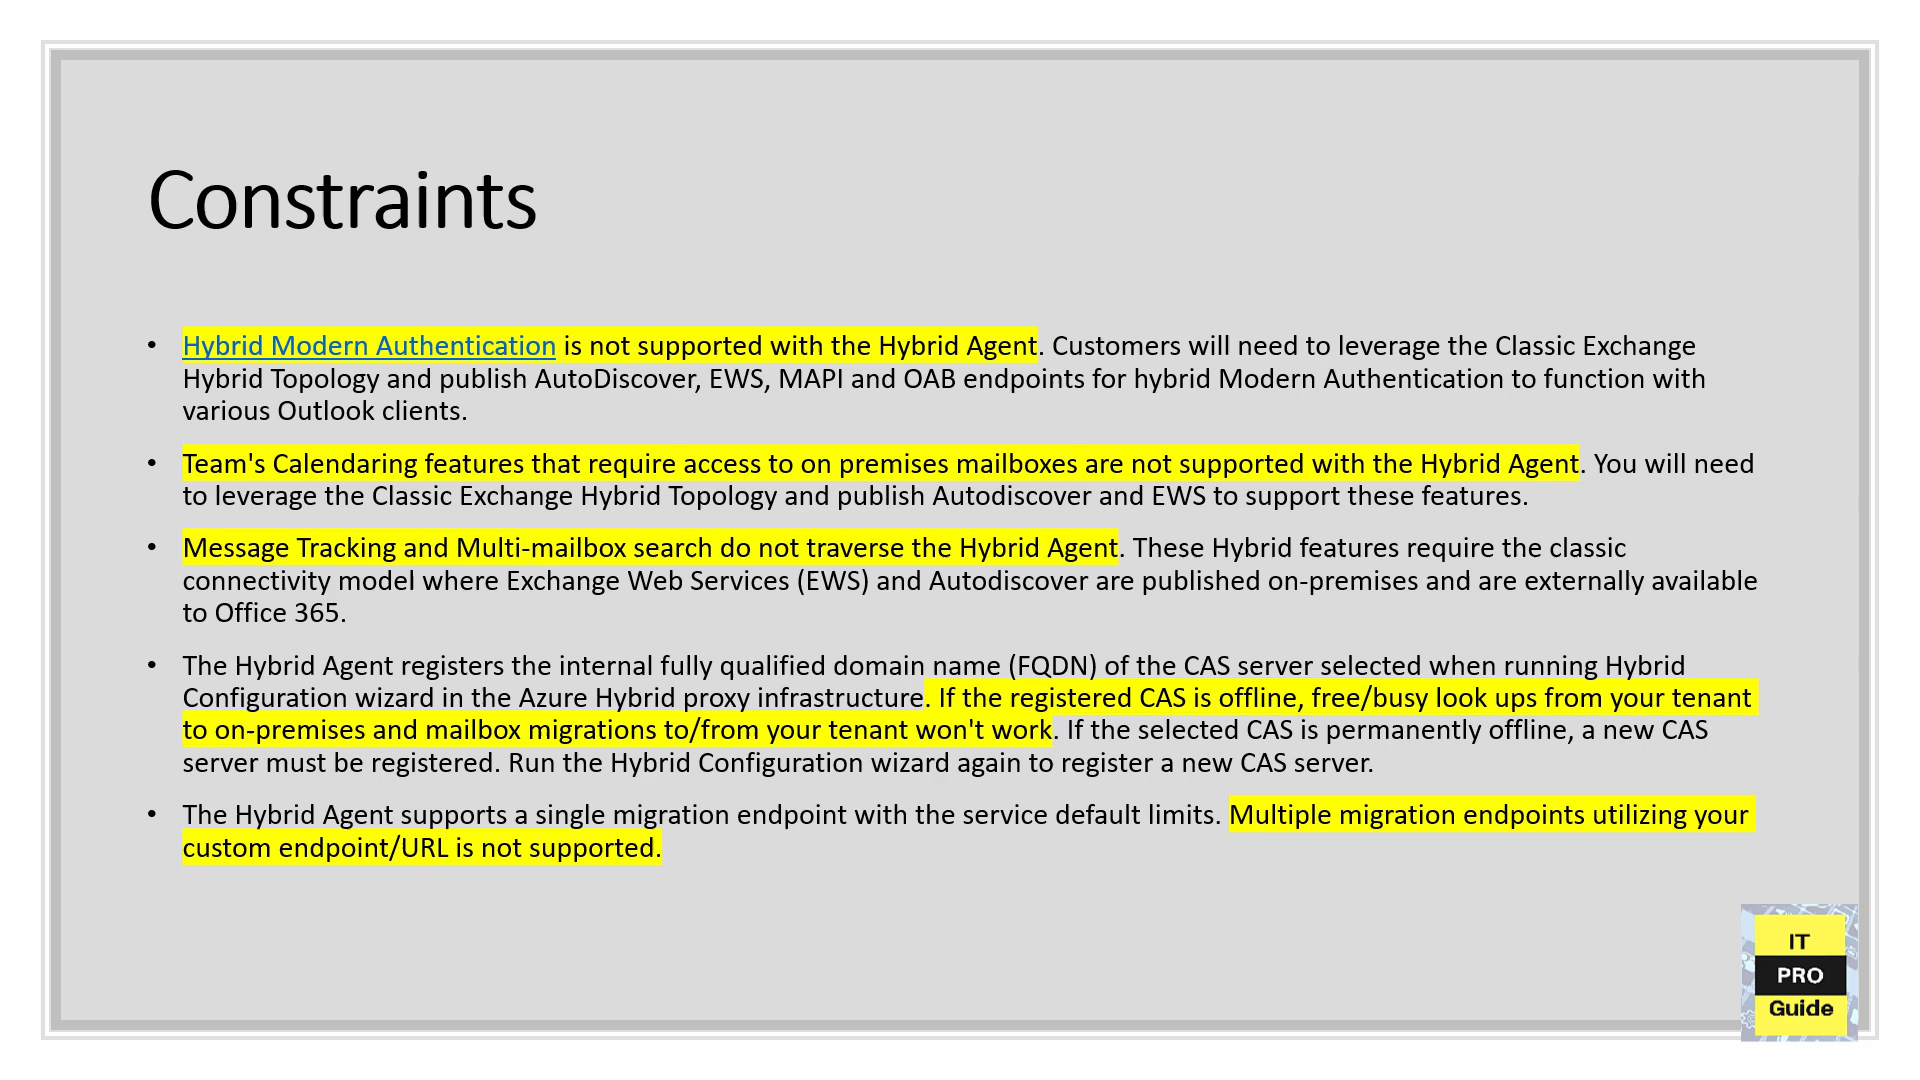 Constraints
• Hybrid Modern Authentication is not supported with the Hybrid Agent. Customers will need to leverage the Classic Exchange
Hybrid Topology and publish AutoDiscover, EWS, MAPI and OAB endpoints for hybrid Modern Authentication to function with
various Outlook clients.
• Team's Calendaring features that require access to on premises mailboxes are not supported with the Hybrid Agent. You will need
to leverage the Classic Exchange Hybrid Topology and publish Autodiscover and EWS to support these features.
• Message Tracking and Multi-mailbox search do not traverse the Hybrid Agent. These Hybrid features require the classic
connectivity model where Exchange Web Services (EWS) and Autodiscover are published on-premises and are externally available
to Office 365.
• The Hybrid Agent registers the internal fully qualified domain name (FQDN) of the CAS server selected when running Hybrid
Configuration wizard in the Azure Hybrid proxy infrastructure. If the registered CAS is offline, free/busy look ups from your tenant
to on-premises and mailbox migrations to/from your tenant won't work. If the selected CAS is permanently offline, a new CAS
server must be registered. Run the Hybrid Configuration wizard again to register a new CAS server.
• The Hybrid Agent supports a single migration endpoint with the service default limits. Multiple migration endpoints utilizing your
custom endpoint/URL is not supported.
IT
PRO
Guide